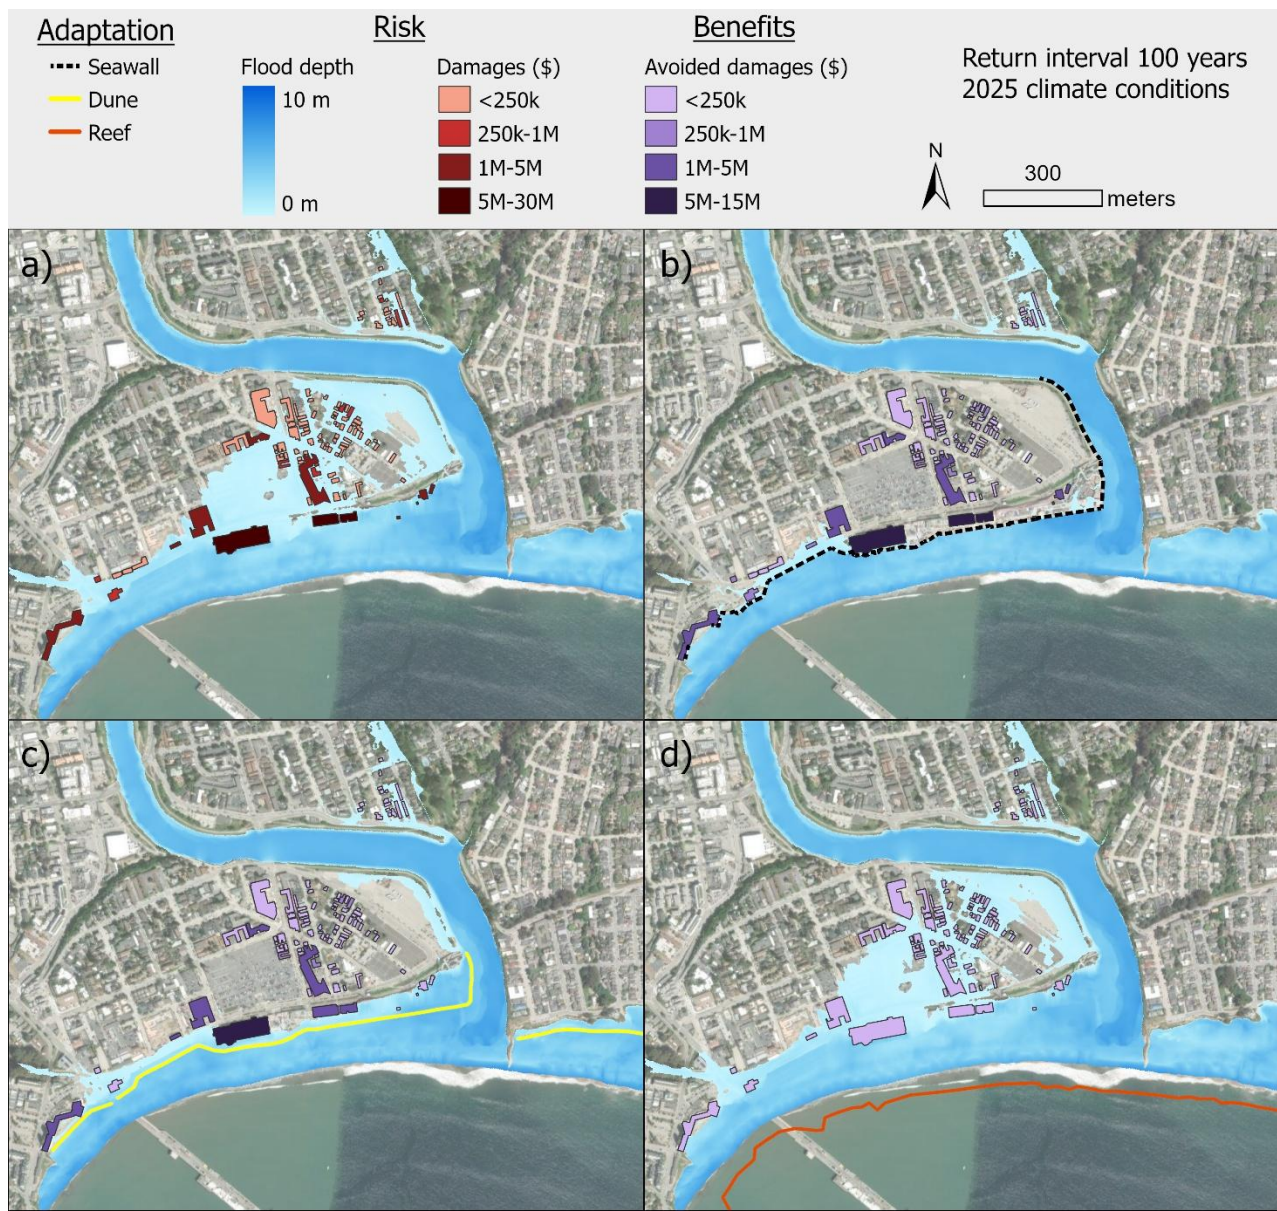 Adaptation
Seawall
Dune
Reef
Risk
Flood depth
10 m
0 m
Damages ($)
<250k
250k-1M
1M-5M
5M-30M
Benefits
Avoided damages ($)
<250k
250k-1M
1M-5M
5M-15M
Return interval 100 years
2025 climate conditions
N
300
meters
a)
b)
c)
d)